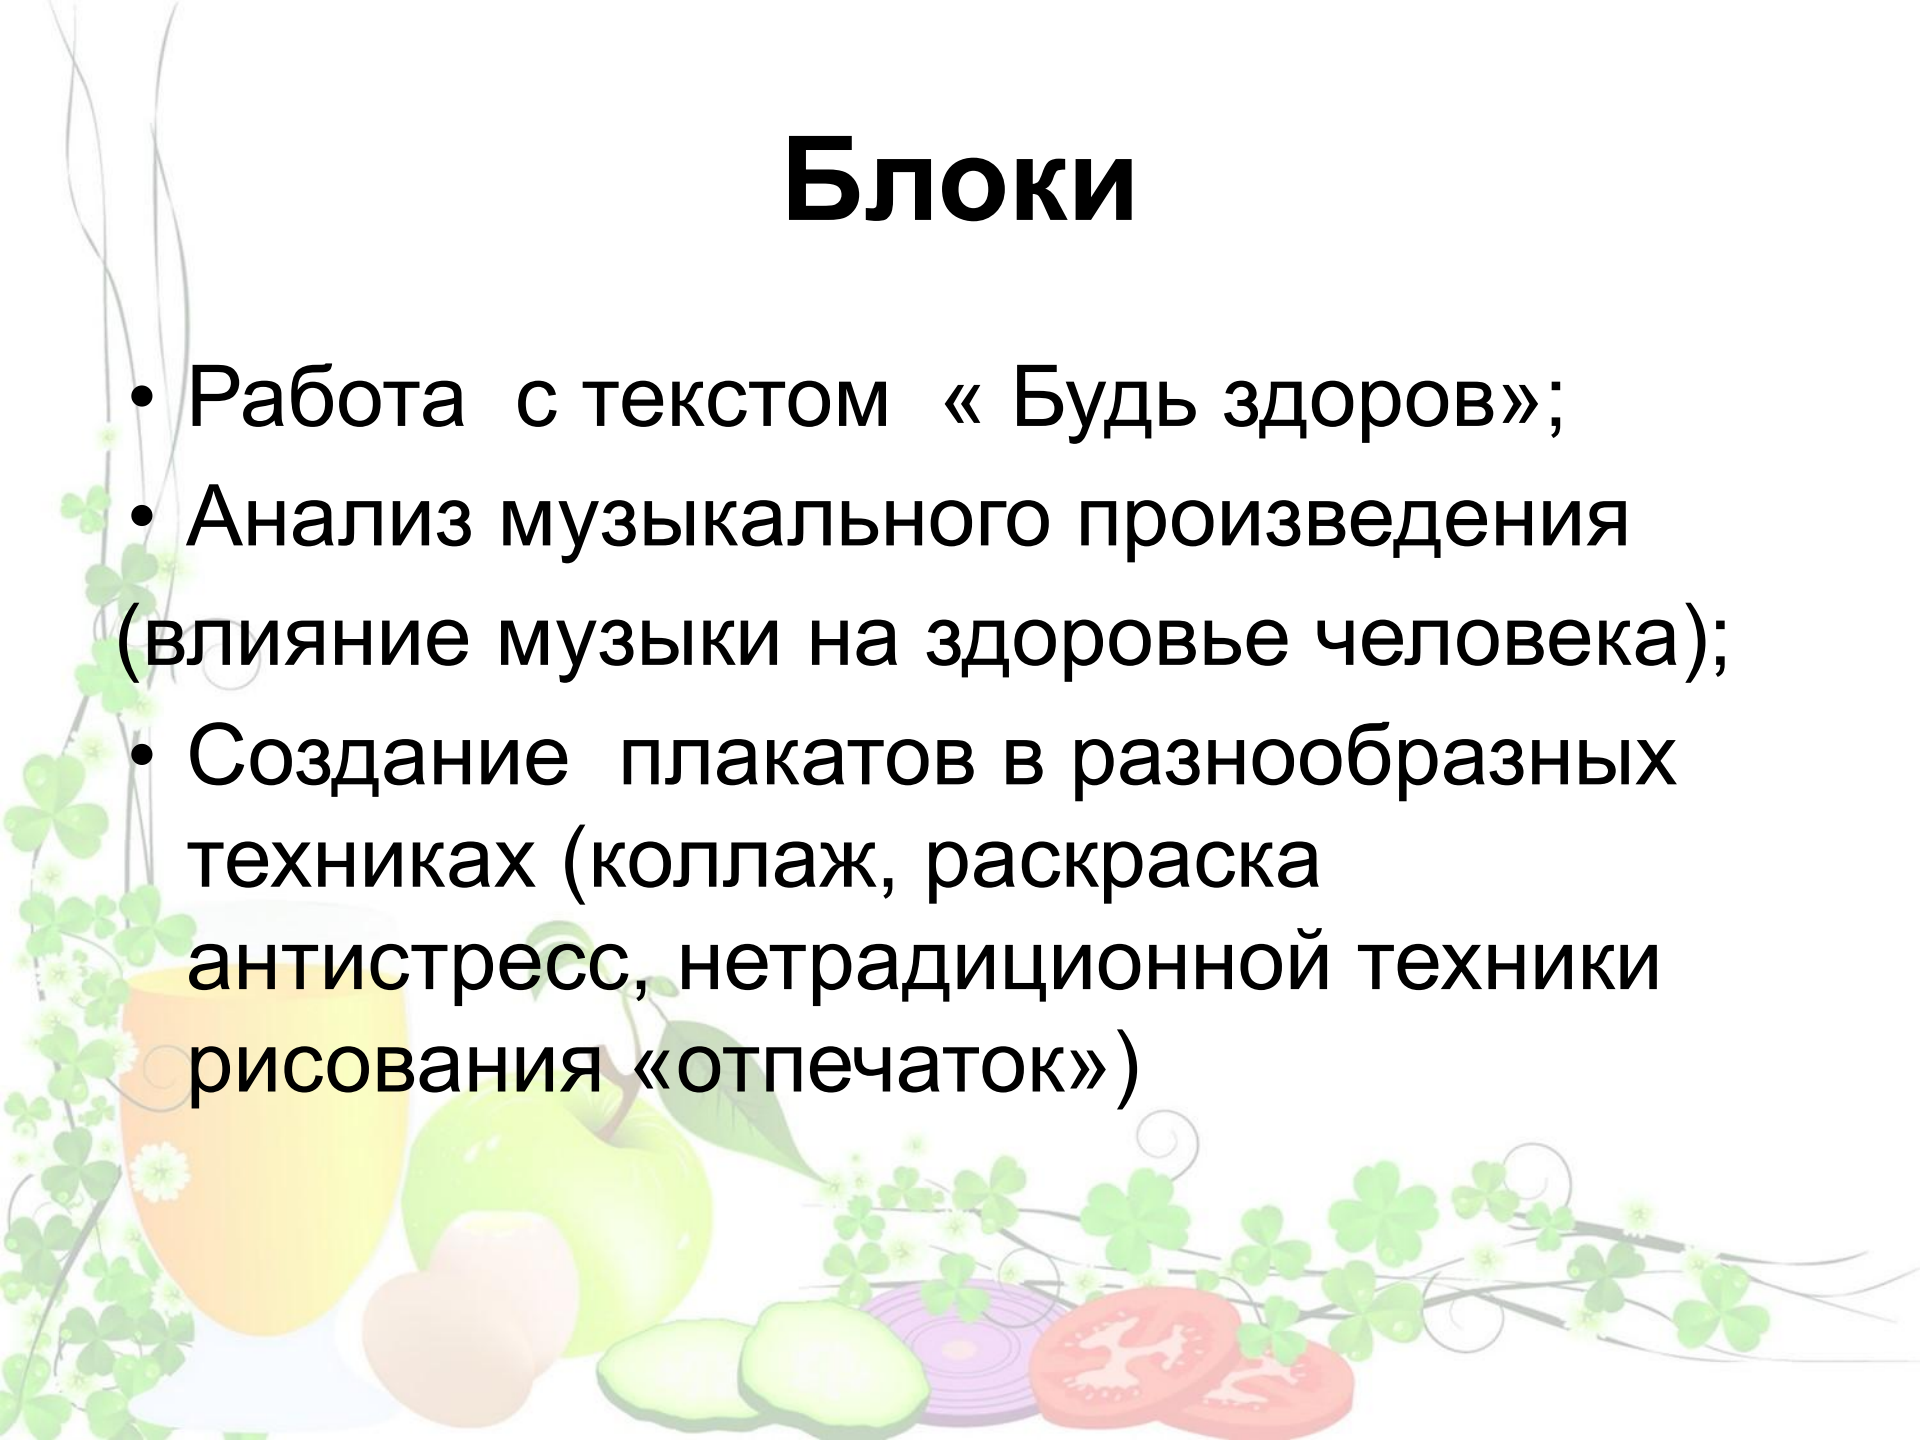 Блоки
• Работа  с текстом  « Будь здоров»;
• Анализ музыкального произведения
(влияние музыки на здоровье человека);
• Создание  плакатов в разнообразных
техниках (коллаж, раскраска
антистресс, нетрадиционной техники
рисования «отпечаток»)